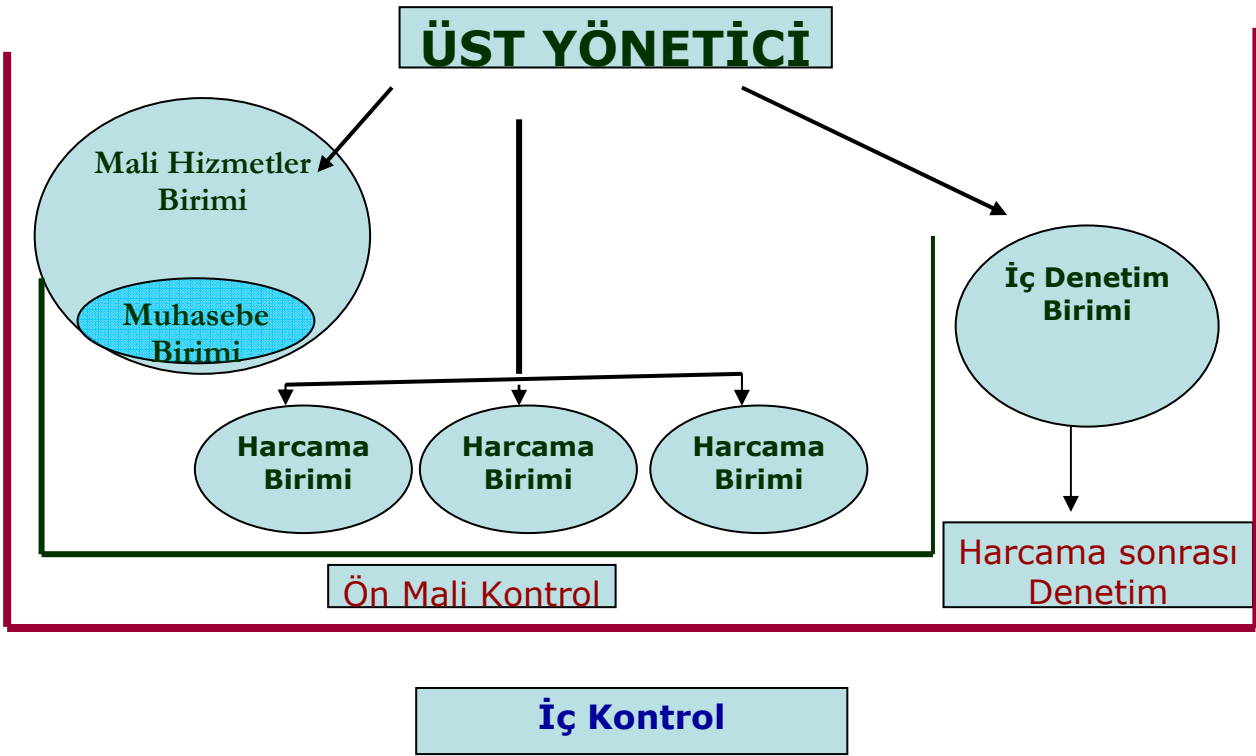 ÜST YÖNETİCİ
Mali Hizmetler
Birimi
Muhasebe
Birimi
İç Denetim
Birimi
Harcama
Birimi
Harcama
Birimi
Harcama
Birimi
Harcama sonrası
Denetim
Ön Mali Kontrol
İç Kontrol